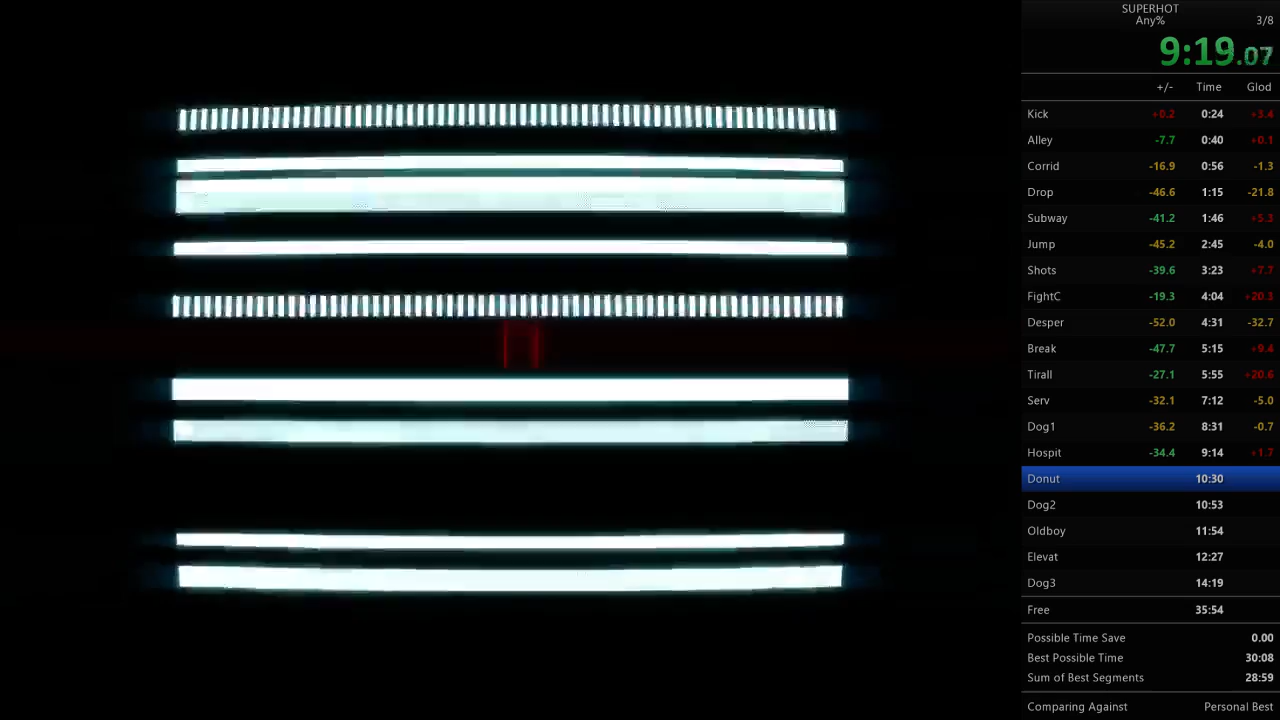 SUPERHOT
Any% 3/8
9:19.07
+/- Time Glod
Kick +0.2 0:24 +3.4
Alley -7.7 0:40 +0.1
Corrid -16.9 0:56 -1.3
Drop -46.6 1:15 -21.8
Subway -41.2 1:46 +5.3
Jump -45.2 2:45 -4.0
Shots -39.6 3:23 +7.7
FightC -19.3 4:04 +20.3
Desper -52.0 4:31 -32.7
Break -47.7 5:15 +9.4
Tirall -27.1 5:55 +20.6
Serv -32.1 7:12 -5.0
Dog1 -36.2 8:31 -0.7
Hospit -34.4 9:14 +1.7
Donut 10:30
Dog2 10:53
Oldboy 11:54
Elevat 12:27
Dog3 14:19
Free 35:54
Possible Time Save 0.00
Best Possible Time 30:08
Sum of Best Segments 28:59
Comparing Against Personal Best